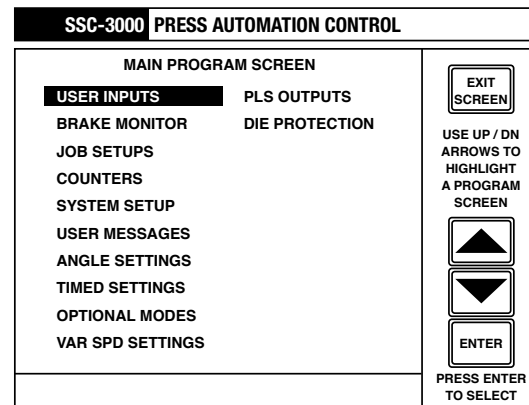 SSC-3000 PRESS AUTOMATION CONTROL
MAIN PROGRAM SCREEN
USER INPUTS
BRAKE MONITOR
JOB SETUPS
COUNTERS
SYSTEM SETUP
USER MESSAGES
ANGLE SETTINGS
TIMED SETTINGS
OPTIONAL MODES
VAR SPD SETTINGS
PLS OUTPUTS
DIE PROTECTION
EXIT
SCREEN
USE UP / DN
ARROWS TO
HIGHLIGHT
A PROGRAM
SCREEN
ENTER
PRESS ENTER
TO SELECT